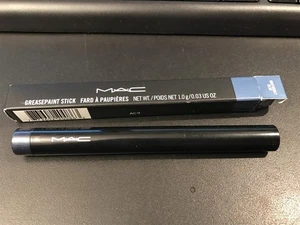 MAC
GREASEPAINT STICK FARD À PAUPIÈRES NET WT./POIDS NET 1.0 g/0.03 US OZ
MAC